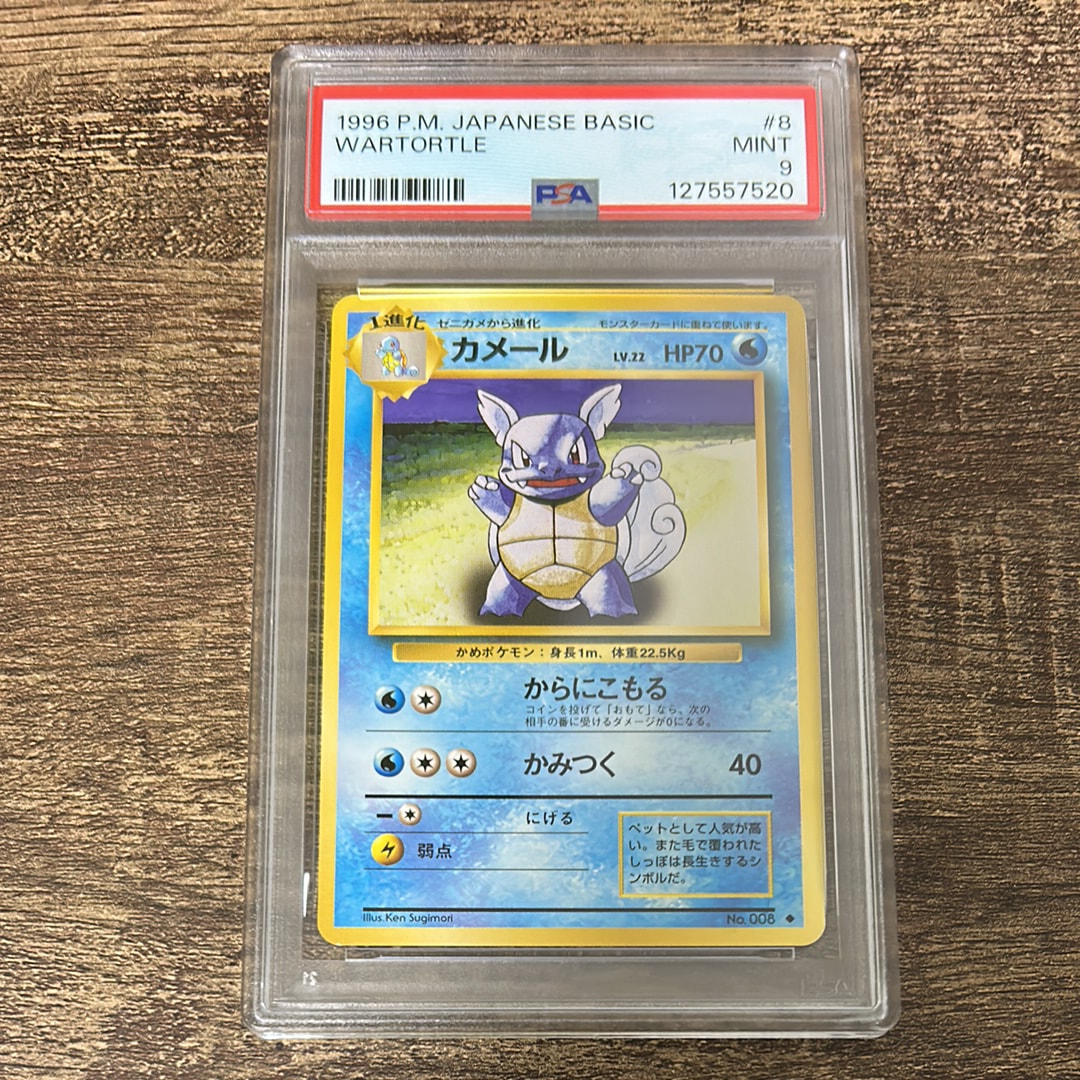 1996 P.M. JAPANESE BASIC #8
WARTORTLE MINT
9
PSA 127557520
1進化 ゼニガメから進化 モンスターカードに重ねて使います。
カメール LV.22 HP70
かめポケモン：身長1m、体重22.5Kg
からにこもる
コインを投げて「おもて」なら、次の
相手の番に受けるダメージが0になる。
かみつく 40
にげる
弱点
ペットとして人気が高
い。また毛で覆われた
しっぽは長生きするシ
ンボルだ。
Illus.Ken Sugimori No. 008